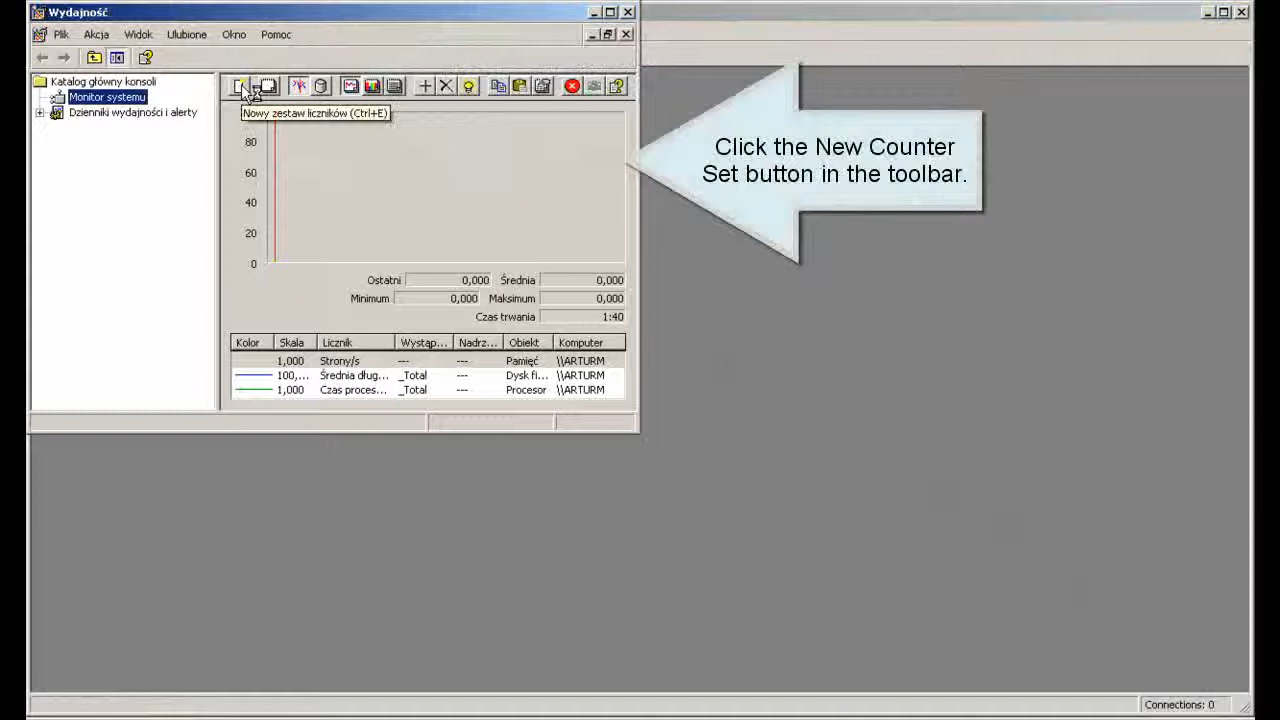 Wydajność
Plik Akcja Widok Ulubione Okno Pomoc
Katalog główny konsoli
Monitor systemu
Dzienniki wydajności i alerty
Nowy zestaw liczników (Ctrl+E)
80
60
40
20
0
Ostatni 0,000 Średnia 0,000
Minimum 0,000 Maksimum 0,000
Czas trwania 1:40
Kolor Skala Licznik Wystąp... Nadrz... Obiekt Komputer
1,000 Strony/s --- --- Pamięć \\ARTURM
100,... Średnia dług... _Total --- Dysk fi... \\ARTURM
1,000 Czas proces... _Total --- Procesor \\ARTURM
Click the New Counter
Set button in the toolbar.
Connections: 0